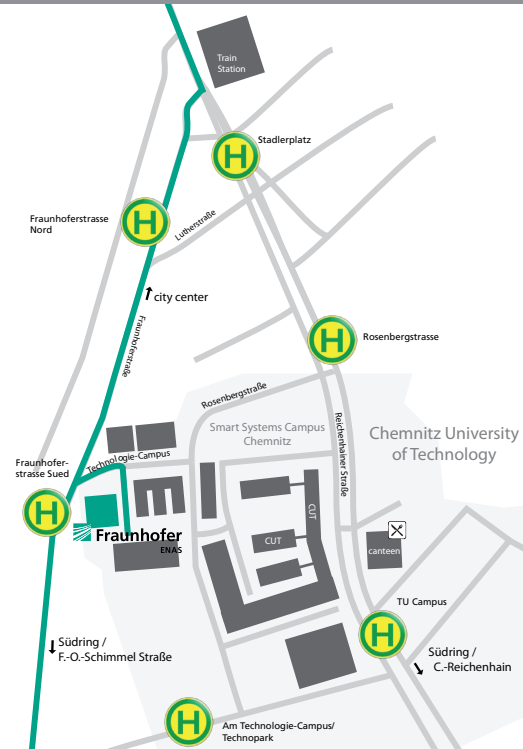 Train
Station
H
Stadlerplatz
Fraunhoferstrasse
Nord
H
Lutherstraße
city center
Fraunhoferstraße
H
Rosenbergstrasse
Rosenbergstraße
Smart Systems Campus
Chemnitz
Reichenhainer Straße
Chemnitz University
of Technology
Technologie-Campus
Fraunhofer-
strasse Sued
H
CUT
CUT
Fraunhofer
ENAS
canteen
TU Campus
H
Südring /
F.-O.-Schimmel Straße
Südring /
C.-Reichenhain
H
Am Technologie-Campus/
Technopark